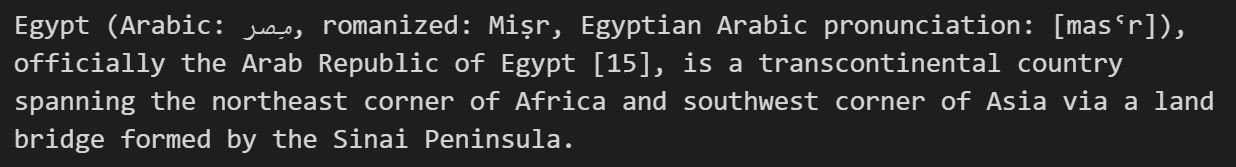 Egypt (Arabic: مِصر, romanized: Miṣr, Egyptian Arabic pronunciation: [masˤr]),
officially the Arab Republic of Egypt [15], is a transcontinental country
spanning the northeast corner of Africa and southwest corner of Asia via a land
bridge formed by the Sinai Peninsula.